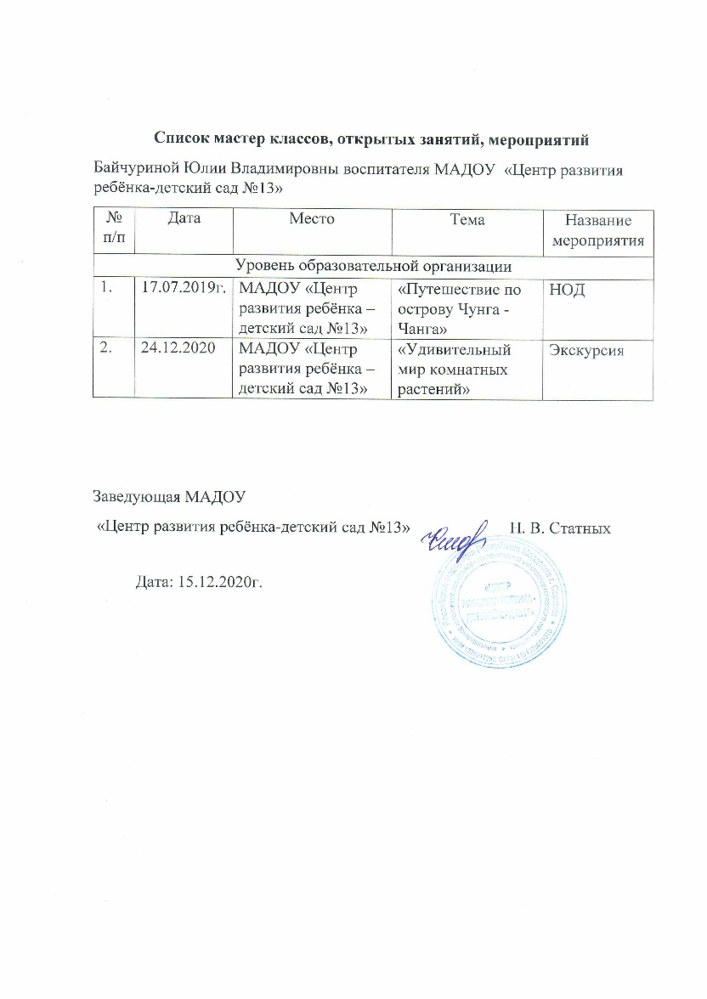 Список мастер классов, открытых занятий, мероприятий
Байчуриной Юлии Владимировны воспитателя МАДОУ «Центр развития
ребёнка-детский сад №13»
№ Дата Место Тема Название
п/п мероприятия
Уровень образовательной организации
1. 17.07.2019г. МАДОУ «Центр «Путешествие по НОД
развития ребёнка – острову Чунга -
детский сад №13» Чанга»
2. 24.12.2020 МАДОУ «Центр «Удивительный Экскурсия
развития ребёнка – мир комнатных
детский сад №13» растений»
Заведующая МАДОУ
«Центр развития ребёнка-детский сад №13» Н. В. Статных
Дата: 15.12.2020г.
«ЦЕНТР